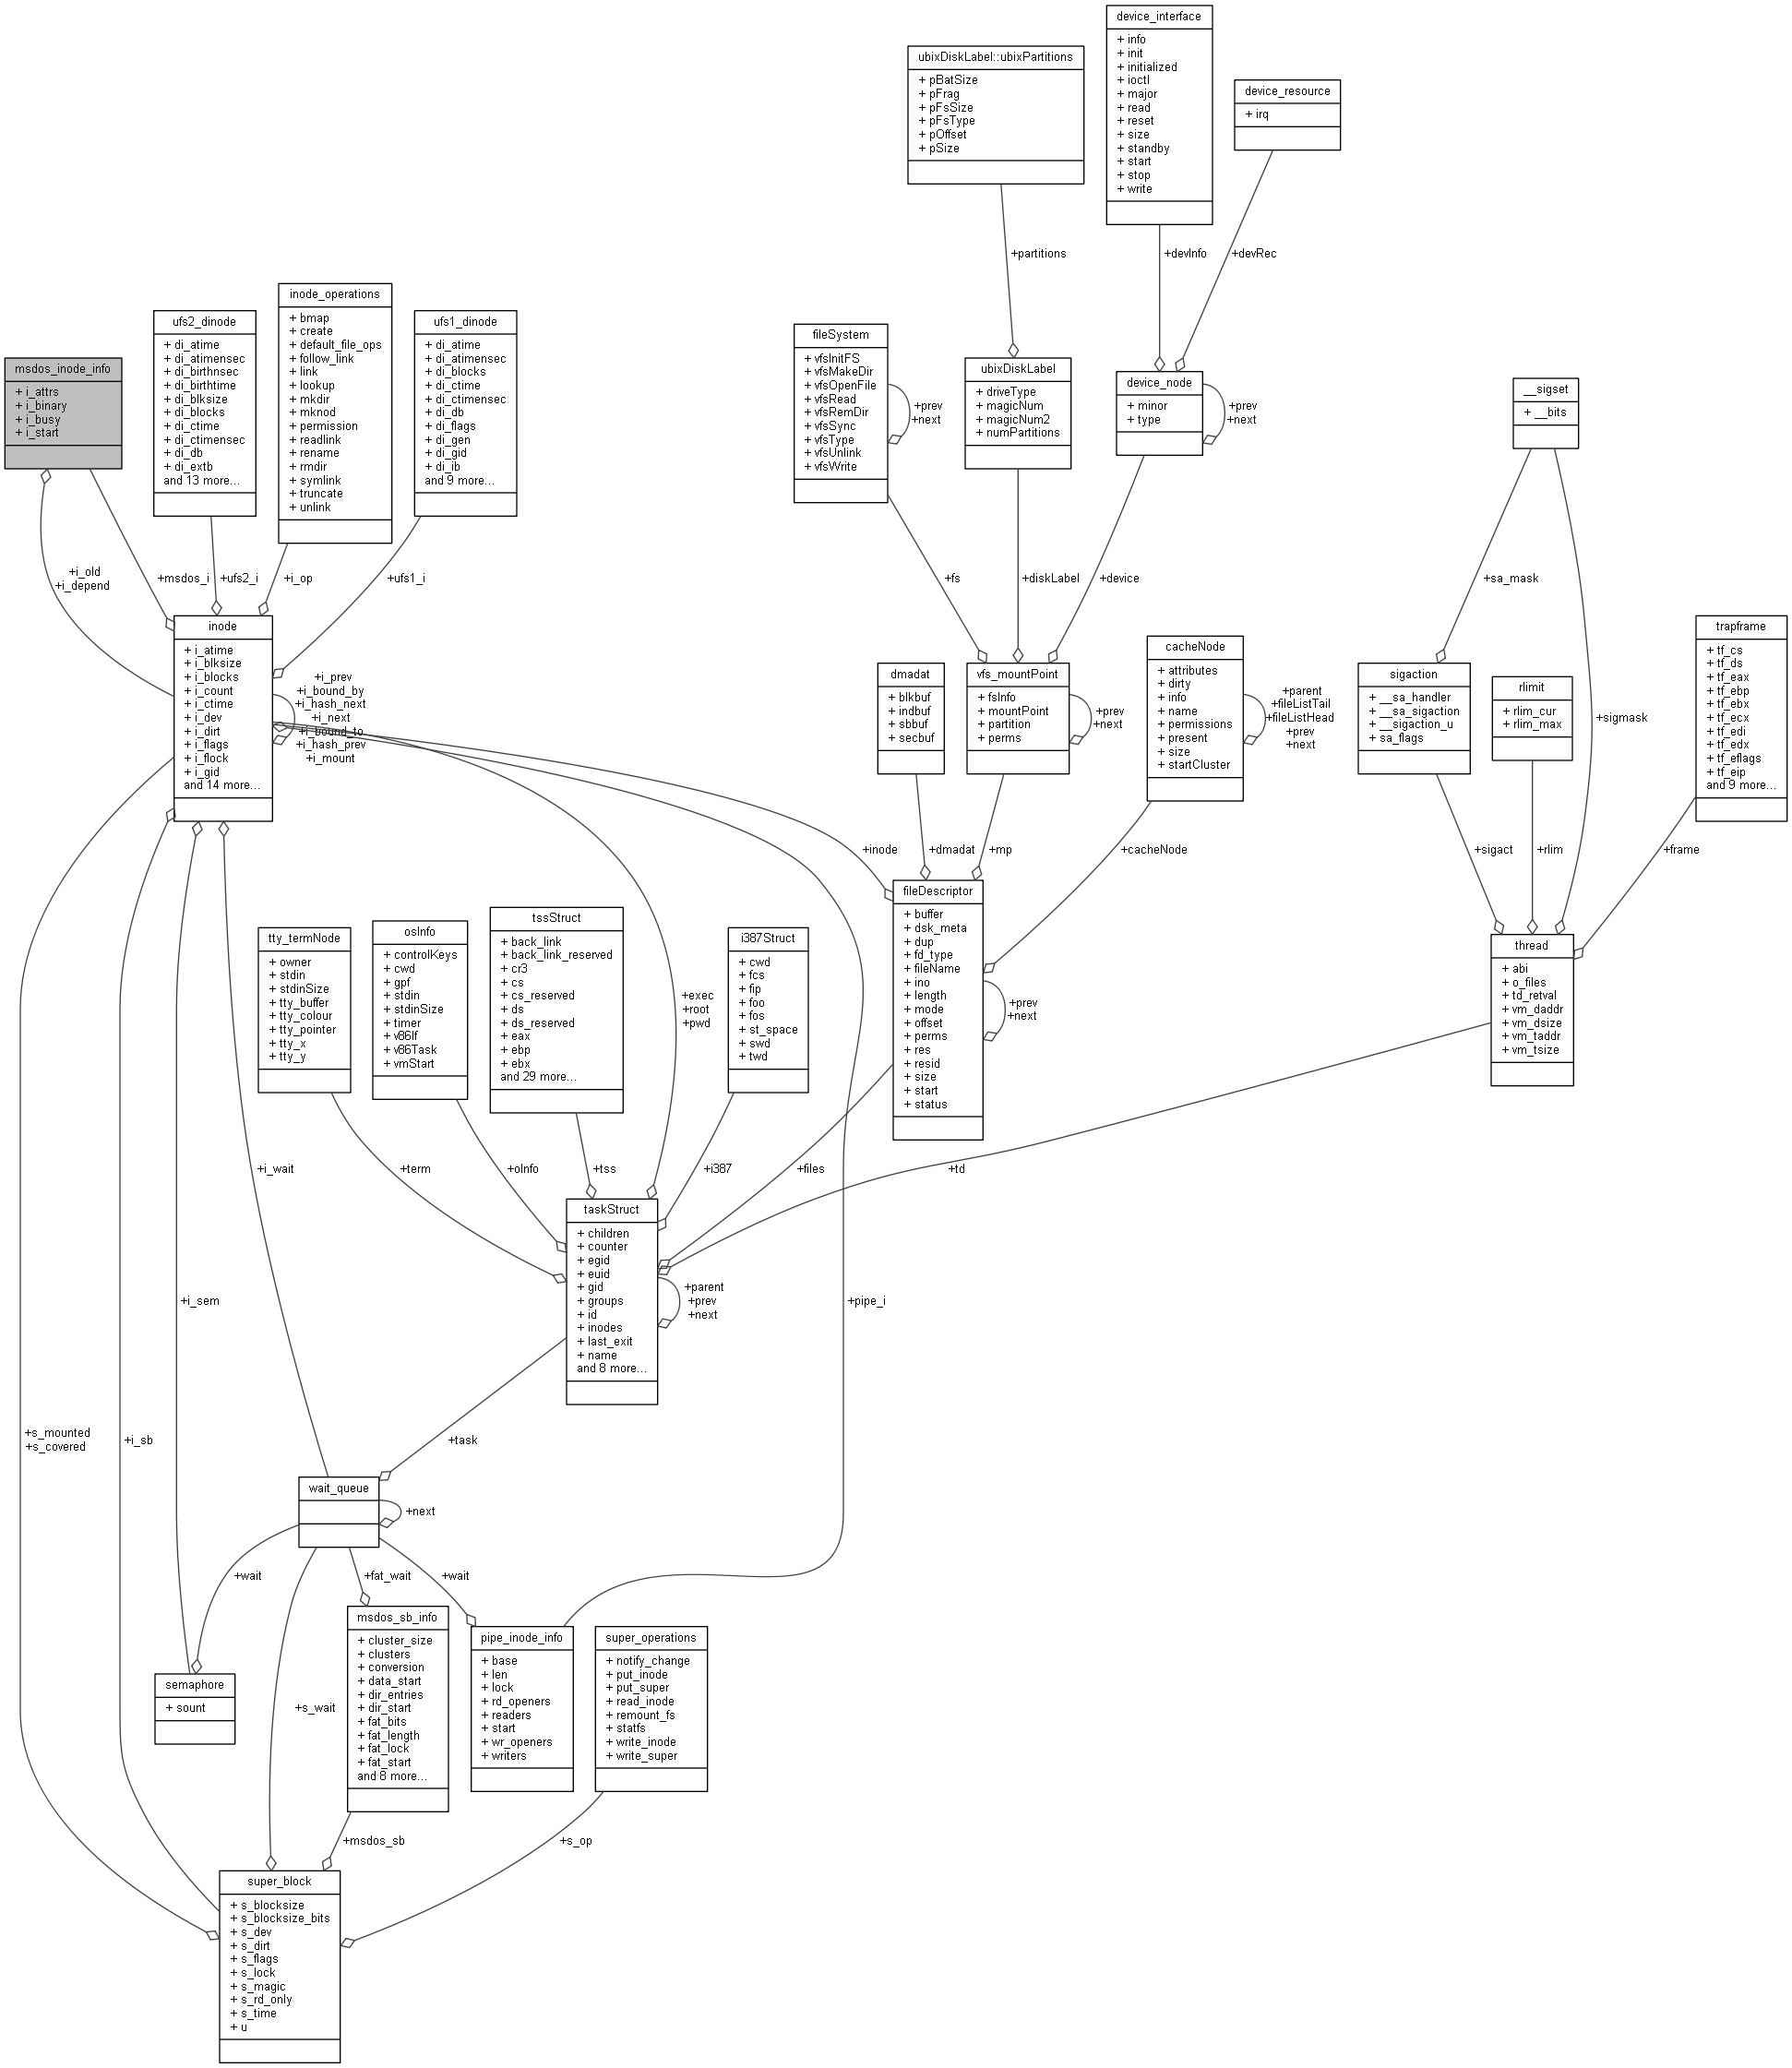 device_interface
+ info
+ init
+ initialized
+ ioctl
+ major
+ read
+ reset
+ size
+ standby
+ start
+ stop
+ write
ubixDiskLabel::ubixPartitions
+ pBatSize
+ pFrag
+ pFsSize
+ pFsType
+ pOffset
+ pSize
device_resource
+ irq
+partitions
+devInfo
+devRec
inode_operations
+ bmap
+ create
+ default_file_ops
+ follow_link
+ link
+ lookup
+ mkdir
+ mknod
+ permission
+ readlink
+ rename
+ rmdir
+ symlink
+ truncate
+ unlink
ufs2_dinode
+ di_atime
+ di_atimensec
+ di_birthnsec
+ di_birthtime
+ di_blksize
+ di_blocks
+ di_ctime
+ di_ctimensec
+ di_db
+ di_extb
and 13 more...
ufs1_dinode
+ di_atime
+ di_atimensec
+ di_blocks
+ di_ctime
+ di_ctimensec
+ di_db
+ di_flags
+ di_gen
+ di_gid
+ di_ib
and 9 more...
msdos_inode_info
+ i_attrs
+ i_binary
+ i_busy
+ i_start
fileSystem
+ vfsInitFS
+ vfsMakeDir
+ vfsOpenFile
+ vfsRead
+ vfsRemDir
+ vfsSync
+ vfsType
+ vfsUnlink
+ vfsWrite
+prev
+next
ubixDiskLabel
+ driveType
+ magicNum
+ magicNum2
+ numPartitions
device_node
+ minor
+ type
+prev
+next
__sigset
+ __bits
+i_old
+i_depend
+msdos_i
+ufs2_i
+i_op
+ufs1_i
+fs
+diskLabel
+device
+sa_mask
+sigmask
inode
+ i_atime
+ i_blksize
+ i_blocks
+ i_count
+ i_ctime
+ i_dev
+ i_dirt
+ i_flags
+ i_flock
+ i_gid
and 14 more...
+i_prev
+i_bound_by
+i_hash_next
+i_next
+i_bound_to
+i_hash_prev
+i_mount
dmadat
+ blkbuf
+ indbuf
+ sbbuf
+ secbuf
vfs_mountPoint
+ fsInfo
+ mountPoint
+ partition
+ perms
+prev
+next
cacheNode
+ attributes
+ dirty
+ info
+ name
+ permissions
+ present
+ size
+ startCluster
+parent
+fileListTail
+fileListHead
+prev
+next
sigaction
+ __sa_handler
+ __sa_sigaction
+ __sigaction_u
+ sa_flags
rlimit
+ rlim_cur
+ rlim_max
trapframe
+ tf_cs
+ tf_ds
+ tf_eax
+ tf_ebp
+ tf_ebx
+ tf_ecx
+ tf_edi
+ tf_edx
+ tf_eflags
+ tf_eip
and 9 more...
+inode
+dmadat
+mp
+cacheNode
+sigact
+rlim
+frame
tty_termNode
+ owner
+ stdin
+ stdinSize
+ tty_buffer
+ tty_colour
+ tty_pointer
+ tty_x
+ tty_y
osInfo
+ controlKeys
+ cwd
+ gpf
+ stdin
+ stdinSize
+ timer
+ v86If
+ v86Task
+ vmStart
tssStruct
+ back_link
+ back_link_reserved
+ cr3
+ cs
+ cs_reserved
+ ds
+ ds_reserved
+ eax
+ ebp
+ ebx
and 29 more...
i387Struct
+ cwd
+ fcs
+ fip
+ foo
+ fos
+ st_space
+ swd
+ twd
+exec
+root
+pwd
fileDescriptor
+ buffer
+ dsk_meta
+ dup
+ fd_type
+ fileName
+ ino
+ length
+ mode
+ offset
+ perms
+ res
+ resid
+ size
+ start
+ status
+prev
+next
thread
+ abi
+ o_files
+ td_retval
+ vm_daddr
+ vm_dsize
+ vm_taddr
+ vm_tsize
+i_wait
+term
+oInfo
+tss
+i387
+files
+td
taskStruct
+ children
+ counter
+ egid
+ euid
+ gid
+ groups
+ id
+ inodes
+ last_exit
+ name
and 8 more...
+parent
+prev
+next
+i_sem
+pipe_i
+s_mounted
+s_covered
+i_sb
+task
wait_queue
+next
+wait
+fat_wait
+wait
semaphore
+ sount
+s_wait
msdos_sb_info
+ cluster_size
+ clusters
+ conversion
+ data_start
+ dir_entries
+ dir_start
+ fat_bits
+ fat_length
+ fat_lock
+ fat_start
and 8 more...
pipe_inode_info
+ base
+ len
+ lock
+ rd_openers
+ readers
+ start
+ wr_openers
+ writers
super_operations
+ notify_change
+ put_inode
+ put_super
+ read_inode
+ remount_fs
+ statfs
+ write_inode
+ write_super
+msdos_sb
+s_op
super_block
+ s_blocksize
+ s_blocksize_bits
+ s_dev
+ s_dirt
+ s_flags
+ s_lock
+ s_magic
+ s_rd_only
+ s_time
+ u